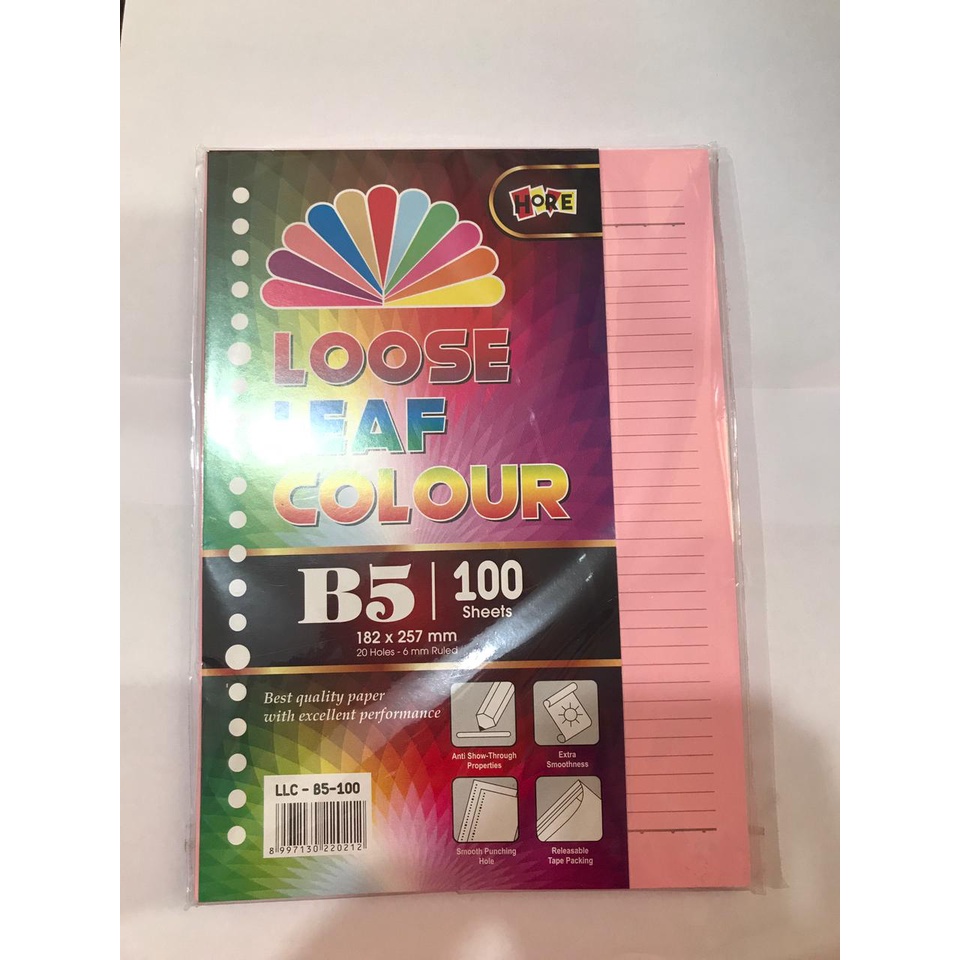 HORE
LOOSE
LEAF
COLOUR
B5 | 100
Sheets
182 x 257 mm
20 Holes - 6 mm Ruled
Best quality paper
with excellent performance
Anti Show-Through
Properties
Extra
Smoothness
LLC - B5-100
8 997130 220212
Smooth Punching
Hole
Releasable
Tape Packing